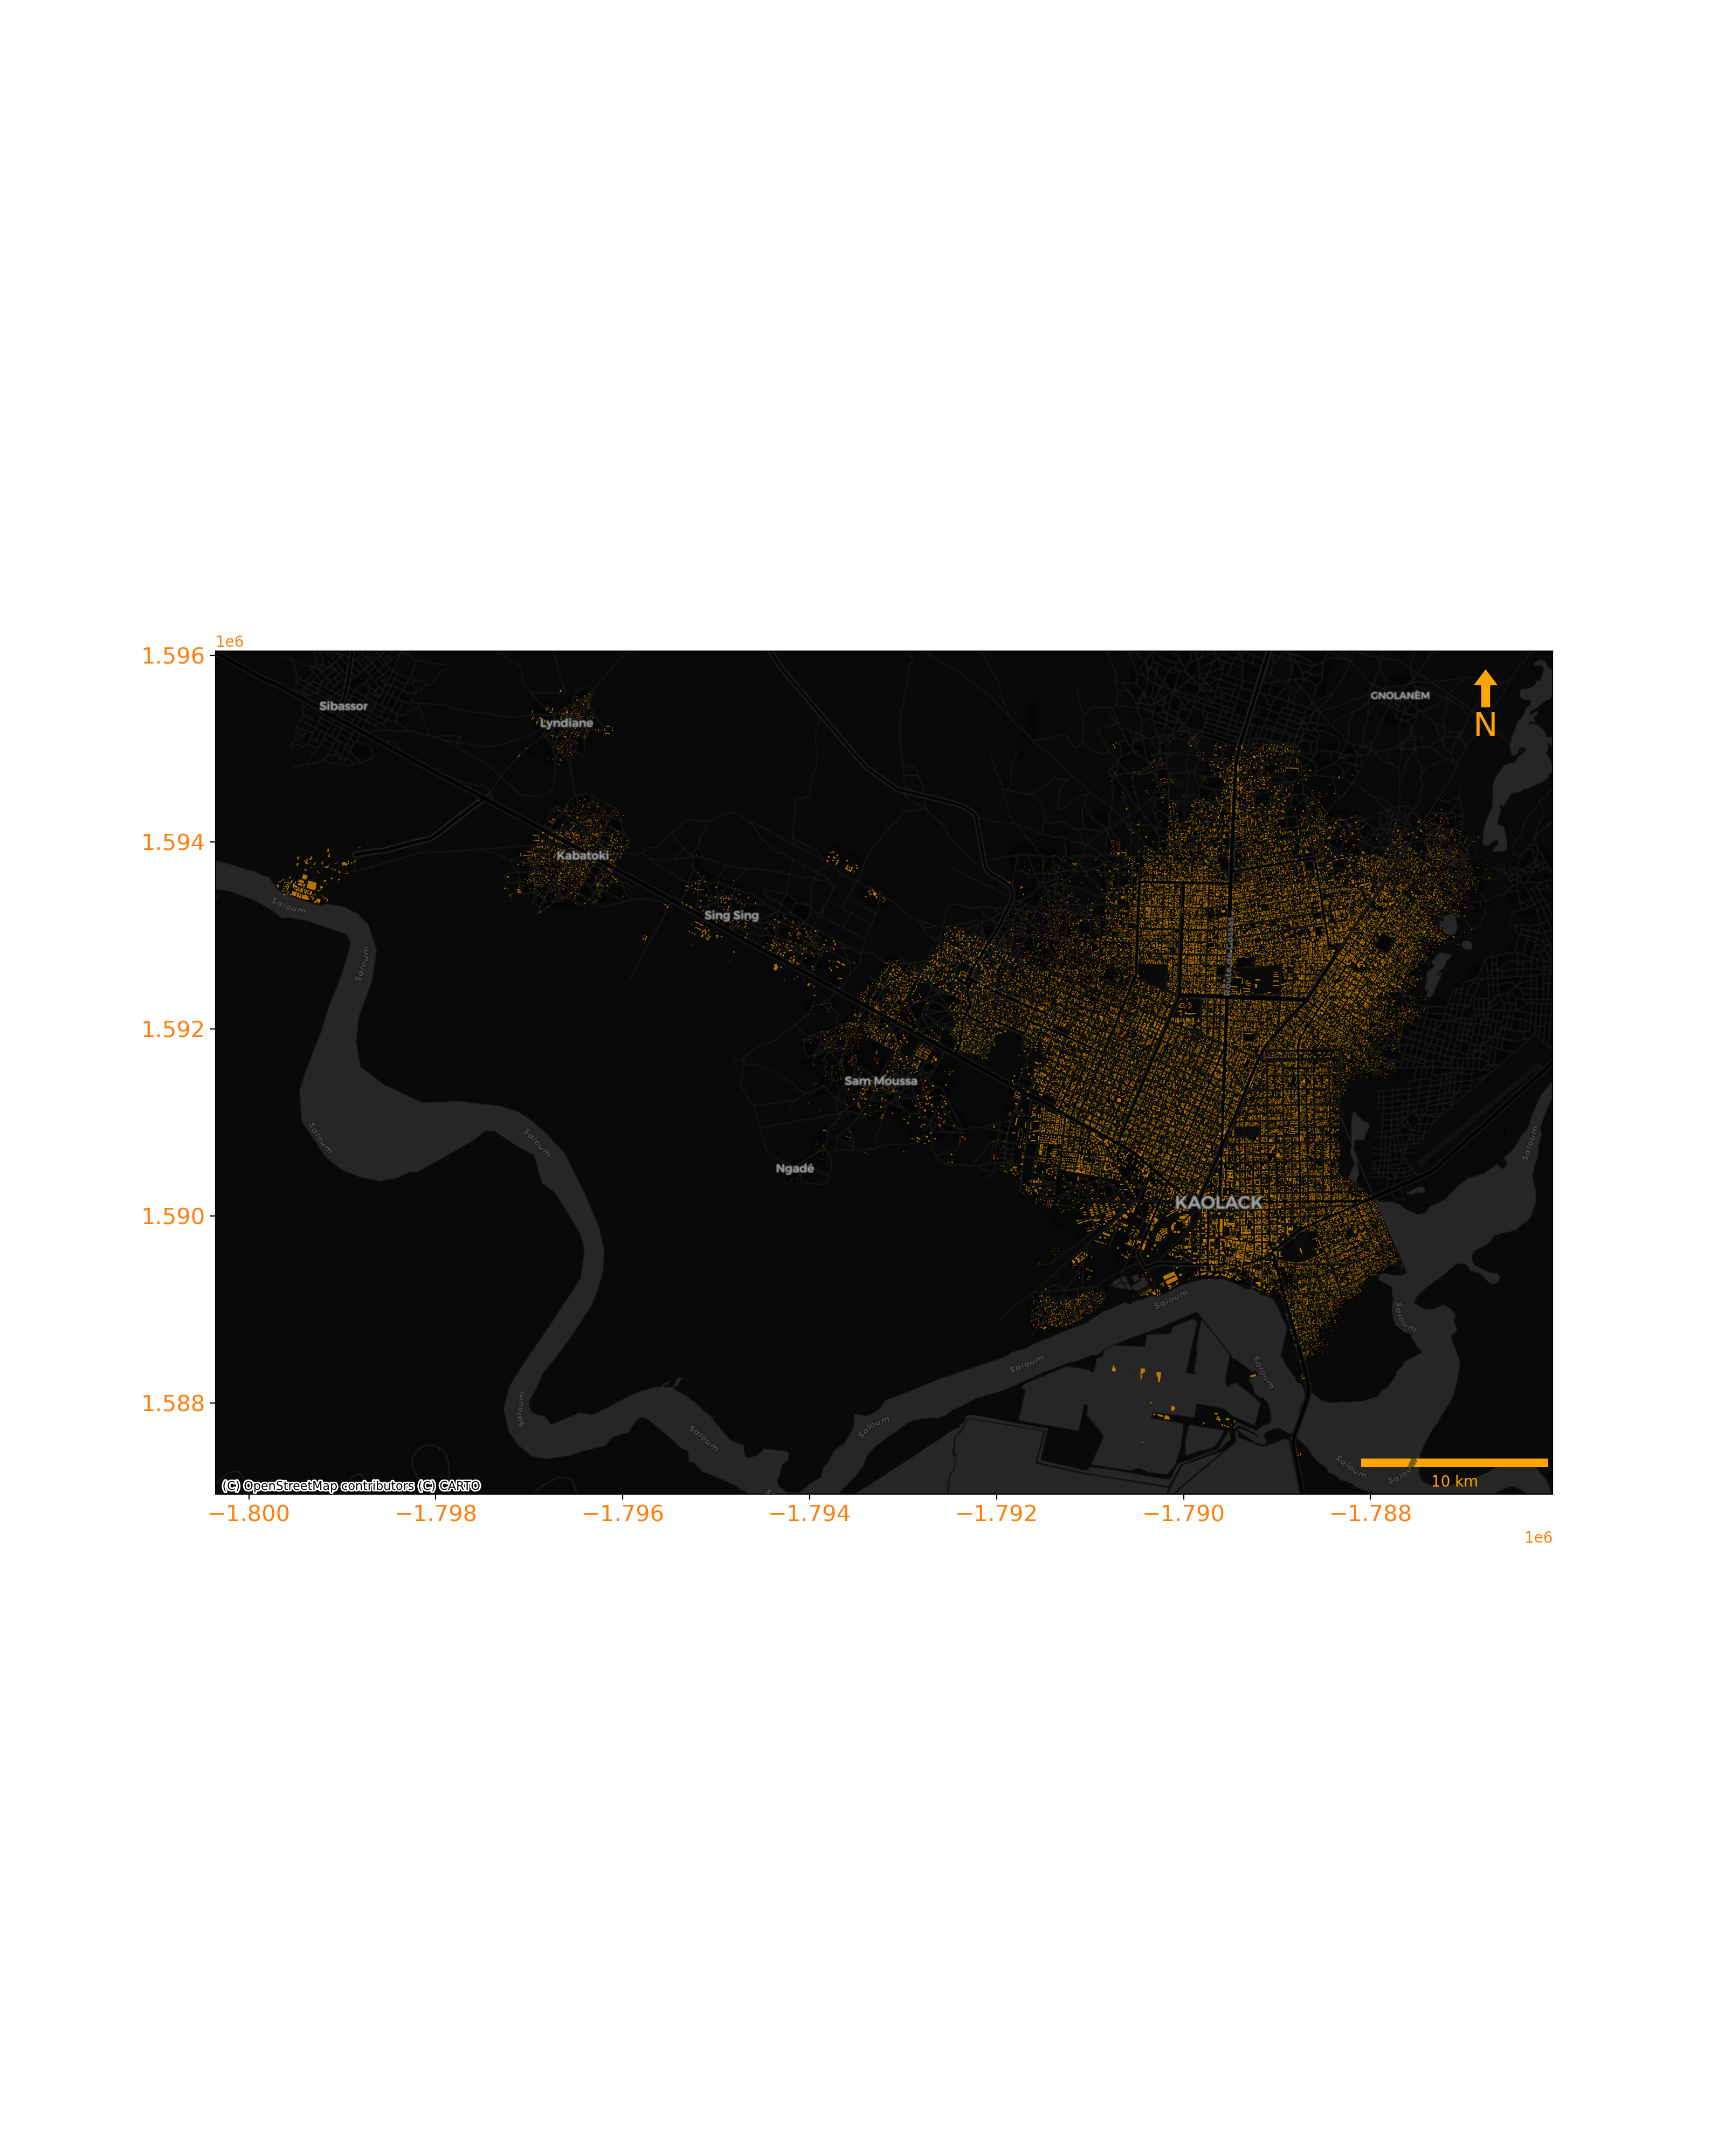 1e6
1.596
Sibassor
Lyndiane
GNOLANÈM
N
1.594
Kabatoki
Sing Sing
Saloum
Saloum
1.592
Sam Moussa
Saloum
Saloum
Saloum
Ngadé
KAOLACK
1.590
Saloum
Saloum
Saloum
Saloum
1.588
Saloum
Saloum
Saloum
Saloum
Saloum
10 km
(C) OpenStreetMap contributors (C) CARTO
−1.800
−1.798
−1.796
−1.794
−1.792
−1.790
−1.788
1e6